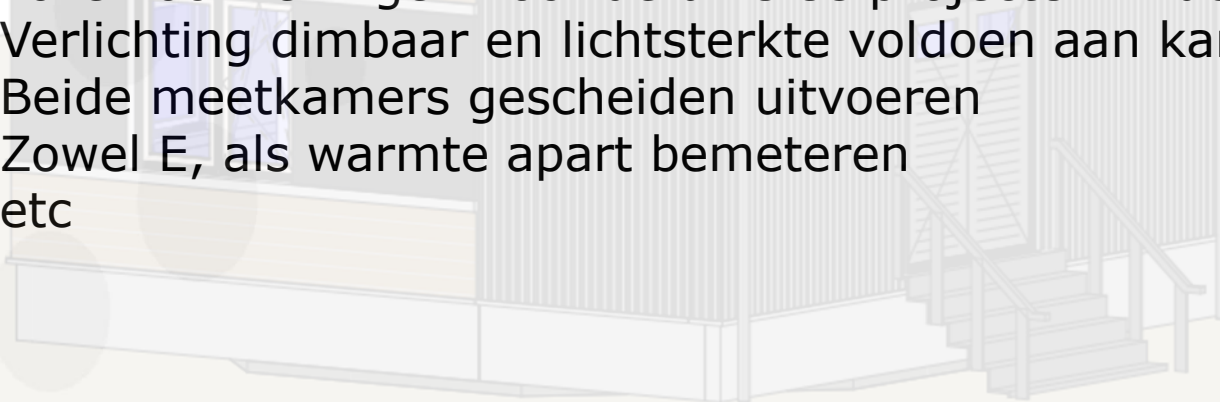 Verlichting dimbaar en lichtsterkte voldoen aan
Beide meetkamers gescheiden uitvoeren
Zowel E, als warmte apart bemeteren
etc